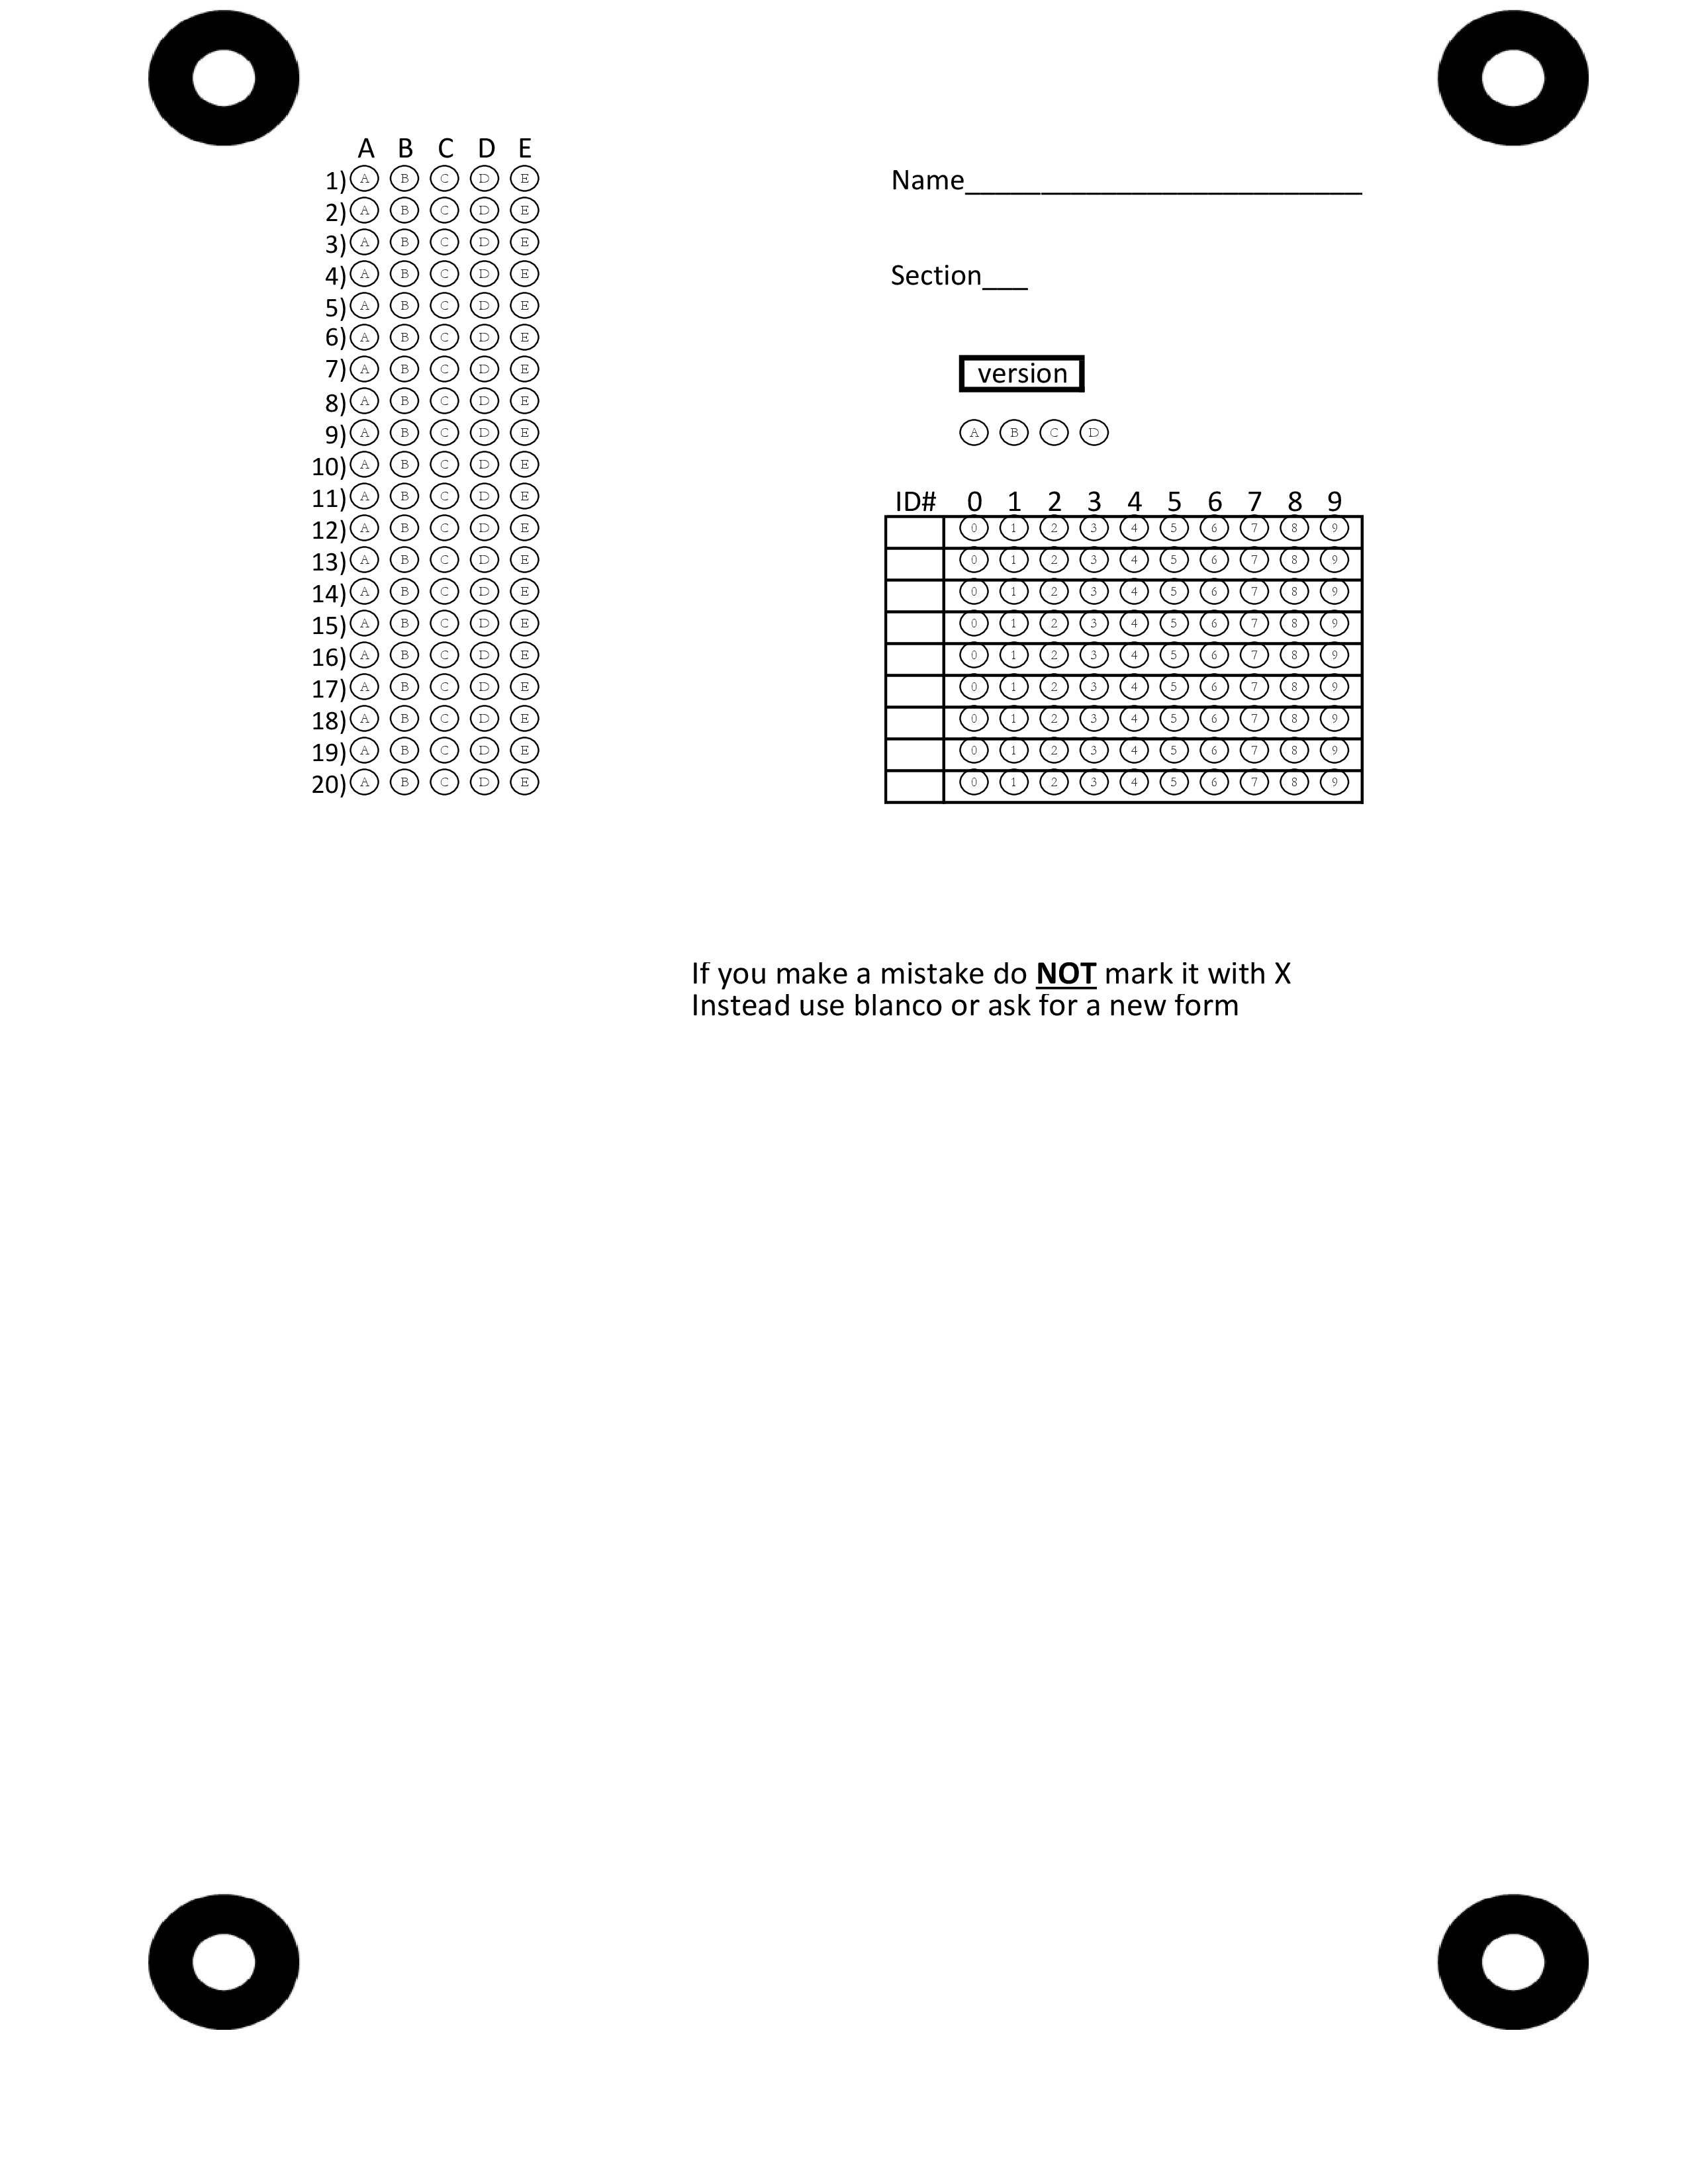 A B C D E
1) A B C D E
2) A B C D E
3) A B C D E
4) A B C D E
5) A B C D E
6) A B C D E
7) A B C D E
8) A B C D E
9) A B C D E
10) A B C D E
11) A B C D E
12) A B C D E
13) A B C D E
14) A B C D E
15) A B C D E
16) A B C D E
17) A B C D E
18) A B C D E
19) A B C D E
20) A B C D E
Name__________________________
Section___
version
A B C D
ID# 0 1 2 3 4 5 6 7 8 9
0 1 2 3 4 5 6 7 8 9
0 1 2 3 4 5 6 7 8 9
0 1 2 3 4 5 6 7 8 9
0 1 2 3 4 5 6 7 8 9
0 1 2 3 4 5 6 7 8 9
0 1 2 3 4 5 6 7 8 9
0 1 2 3 4 5 6 7 8 9
0 1 2 3 4 5 6 7 8 9
0 1 2 3 4 5 6 7 8 9
If you make a mistake do NOT mark it with X
Instead use blanco or ask for a new form